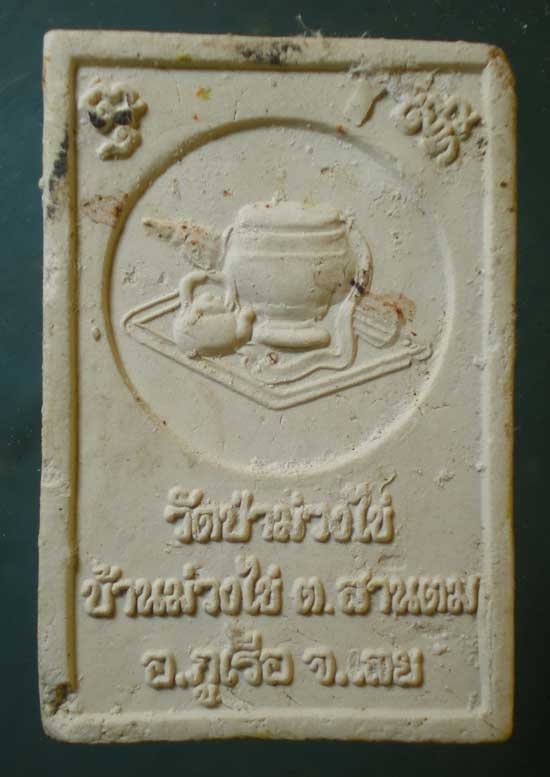 วัดป่าม่วงไข่
บ้านม่วงไข่ ต.สานตม
อ.ภูเรือ จ.เลย